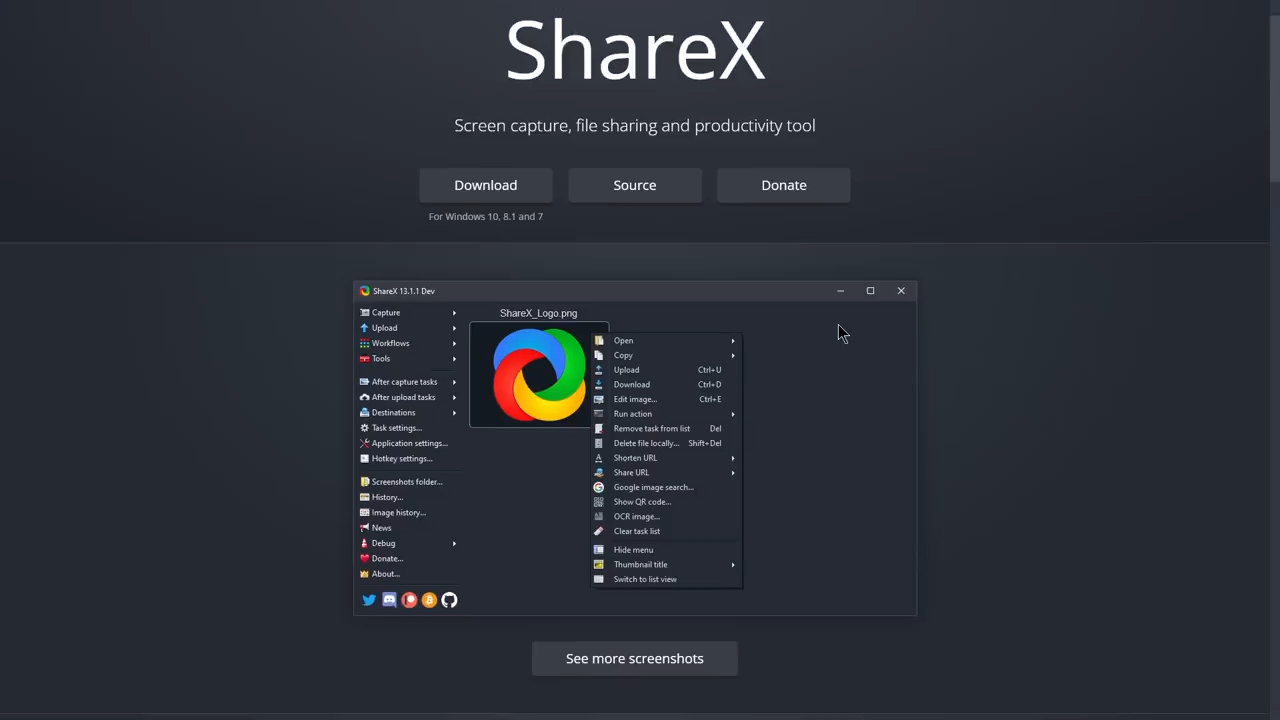 ShareX
Screen capture, file sharing and productivity tool
Download
Source
Donate
For Windows 10, 8.1 and 7
ShareX 13.1.1 Dev
Capture
Upload
Workflows
Tools
After capture tasks
After upload tasks
Destinations
Task settings...
Application settings...
Hotkey settings...
Screenshots folder...
History...
Image history...
News
Debug
Donate...
About...
ShareX_Logo.png
Open
Copy
Upload Ctrl+U
Download Ctrl+D
Edit image... Ctrl+E
Run action
Remove task from list Del
Delete file locally... Shift+Del
Shorten URL
Share URL
Google image search...
Show QR code...
OCR image...
Clear task list
Hide menu
Thumbnail title
Switch to list view
See more screenshots